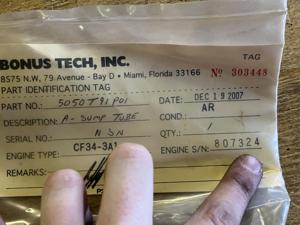 BONUS TECH, INC. TAG
8575 N.W. 79 Avenue - Bay D • Miami, Florida 33166 № 303448
PART IDENTIFICATION TAG
PART NO.: 5050T91P01 DATE: DEC 19 2007
DESCRIPTION: A-SUMP TUBE COND.: AR
SERIAL NO.: NSN QTY.: 1
ENGINE TYPE: CF34-3A1 ENGINE S/N: 807324
REMARKS: